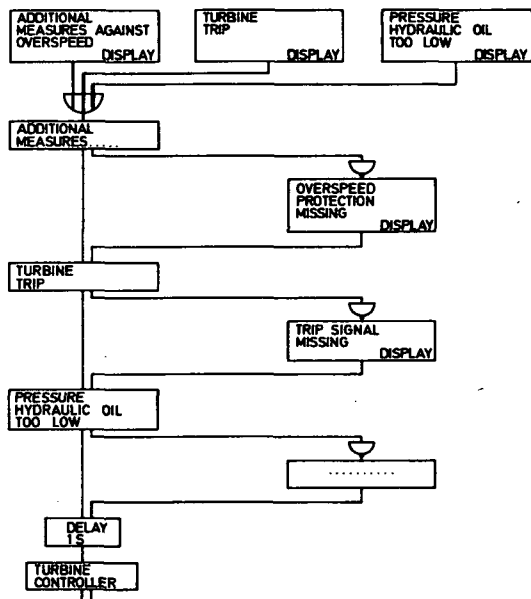 ADDITIONAL
MEASURES AGAINST
OVERSPEED
DISPLAY
TURBINE
TRIP
DISPLAY
PRESSURE
HYDRAULIC OIL
TOO LOW
DISPLAY
ADDITIONAL
MEASURES.....
OVERSPEED
PROTECTION
MISSING
DISPLAY
TURBINE
TRIP
TRIP SIGNAL
MISSING
DISPLAY
PRESSURE
HYDRAULIC OIL
TOO LOW
..........
DELAY
1 S
TURBINE
CONTROLLER